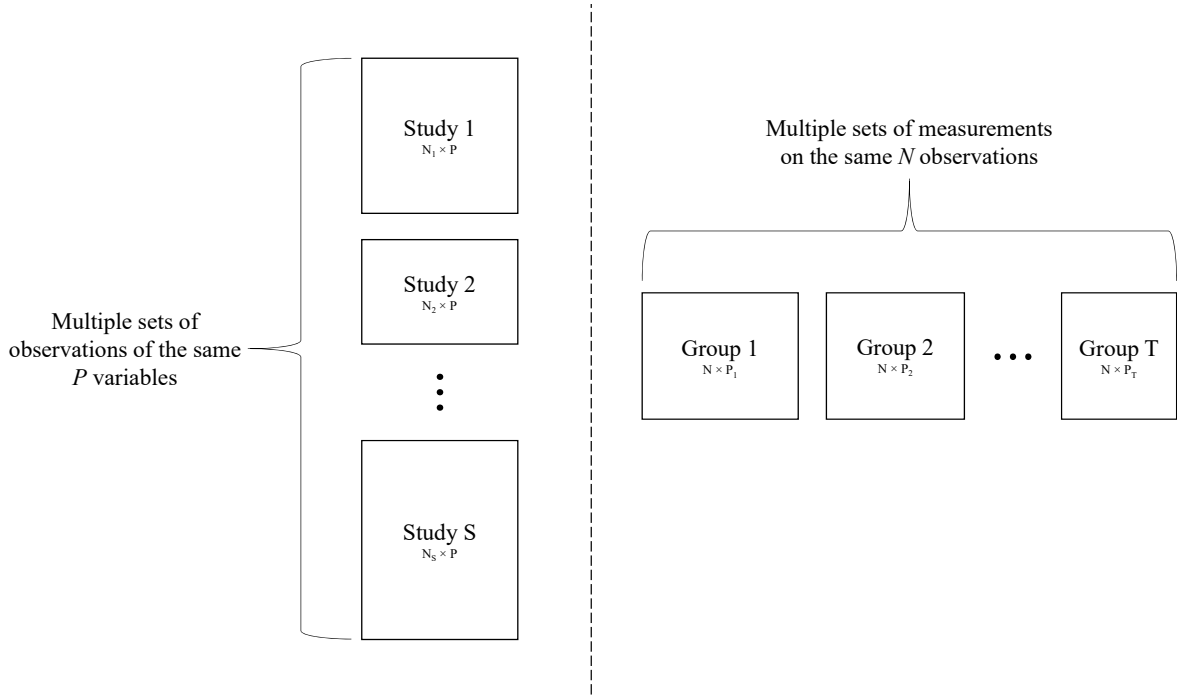 Multiple sets of
observations of the same
P variables
Study 1
N₁ × P
Study 2
N₂ × P
Study S
Nₛ × P
Multiple sets of measurements
on the same N observations
Group 1
N × P₁
Group 2
N × P₂
Group T
N × P_T